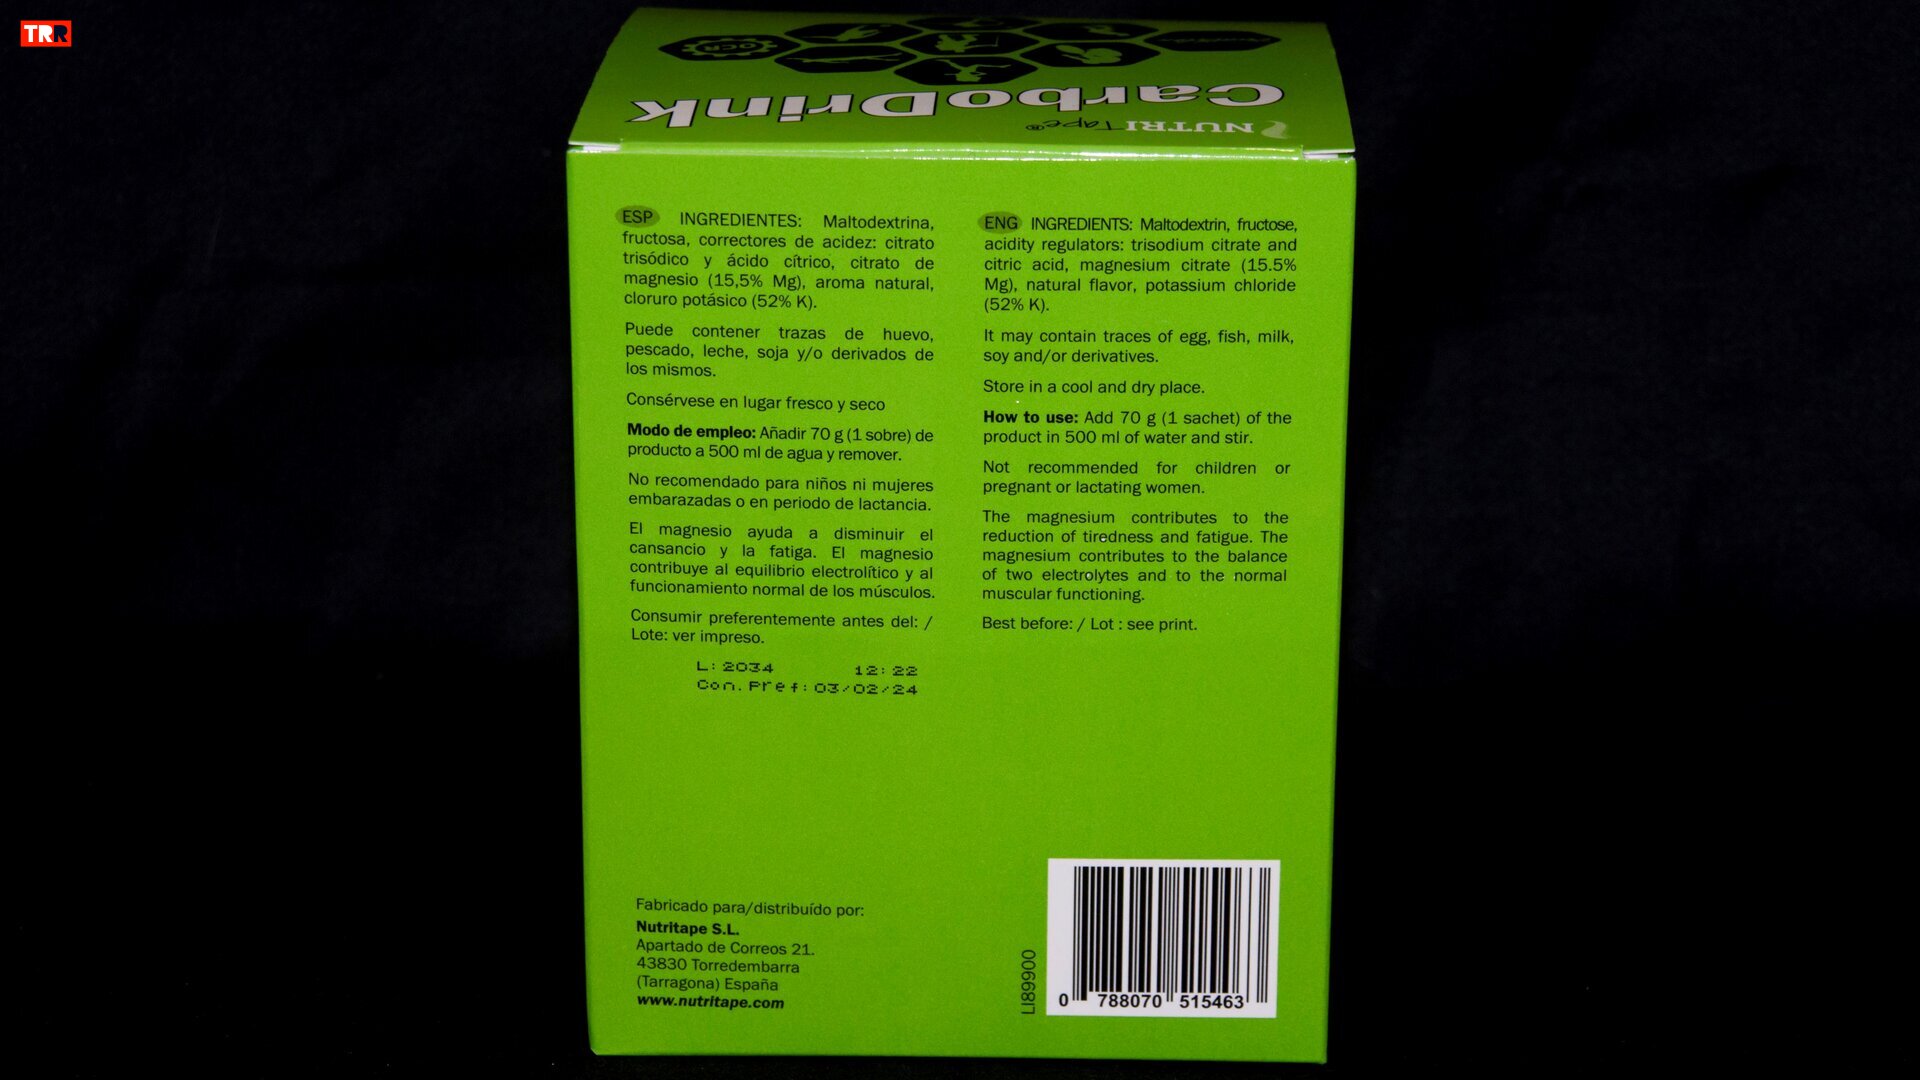 TRR
OCR
CarboDrink
NUTRITape®
ESP INGREDIENTES: Maltodextrina,
fructosa, correctores de acidez: citrato
trisódico y ácido cítrico, citrato de
magnesio (15,5% Mg), aroma natural,
cloruro potásico (52% K).
Puede contener trazas de huevo,
pescado, leche, soja y/o derivados de
los mismos.
Consérvese en lugar fresco y seco
Modo de empleo: Añadir 70 g (1 sobre) de
producto a 500 ml de agua y remover.
No recomendado para niños ni mujeres
embarazadas o en periodo de lactancia.
El magnesio ayuda a disminuir el
cansancio y la fatiga. El magnesio
contribuye al equilibrio electrolítico y al
funcionamiento normal de los músculos.
Consumir preferentemente antes del: /
Lote: ver impreso.
L: 2034 12: 22
Con. Pref: 03/02/24
ENG INGREDIENTS: Maltodextrin, fructose,
acidity regulators: trisodium citrate and
citric acid, magnesium citrate (15.5%
Mg), natural flavor, potassium chloride
(52% K).
It may contain traces of egg, fish, milk,
soy and/or derivatives.
Store in a cool and dry place.
How to use: Add 70 g (1 sachet) of the
product in 500 ml of water and stir.
Not recommended for children or
pregnant or lactating women.
The magnesium contributes to the
reduction of tiredness and fatigue. The
magnesium contributes to the balance
of two electrolytes and to the normal
muscular functioning.
Best before: / Lot : see print.
Fabricado para/distribuído por:
Nutritape S.L.
Apartado de Correos 21.
43830 Torredembarra
(Tarragona) España
www.nutritape.com
LI89900
0 788070 515463